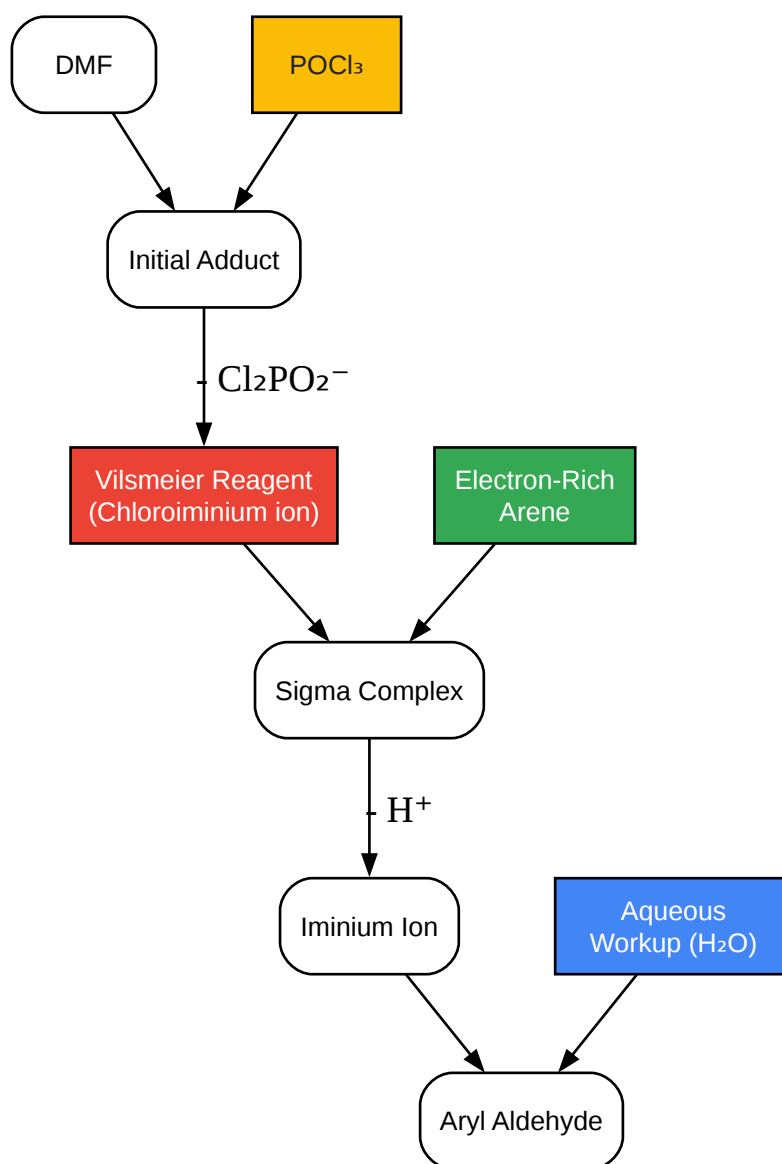 DMF
POCl₃
Initial Adduct
- Cl₂PO₂⁻
Vilsmeier Reagent
(Chloroiminium ion)
Electron-Rich
Arene
Sigma Complex
- H⁺
Iminium Ion
Aqueous
Workup (H₂O)
Aryl Aldehyde